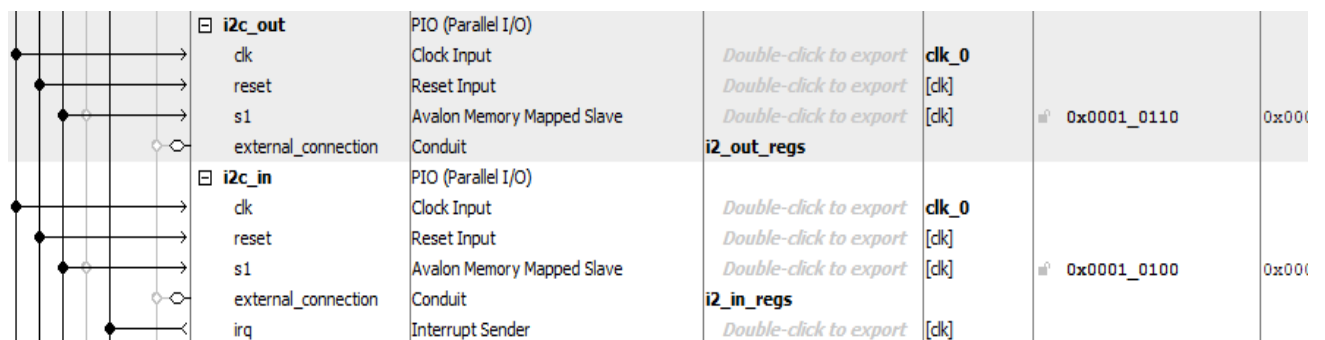 i2c_out PIO (Parallel I/O)
clk Clock Input Double-click to export clk_0
reset Reset Input Double-click to export [clk]
s1 Avalon Memory Mapped Slave Double-click to export [clk] 0x0001_0110
external_connection Conduit i2_out_regs
i2c_in PIO (Parallel I/O)
clk Clock Input Double-click to export clk_0
reset Reset Input Double-click to export [clk]
s1 Avalon Memory Mapped Slave Double-click to export [clk] 0x0001_0100
external_connection Conduit i2_in_regs
irq Interrupt Sender Double-click to export [clk]